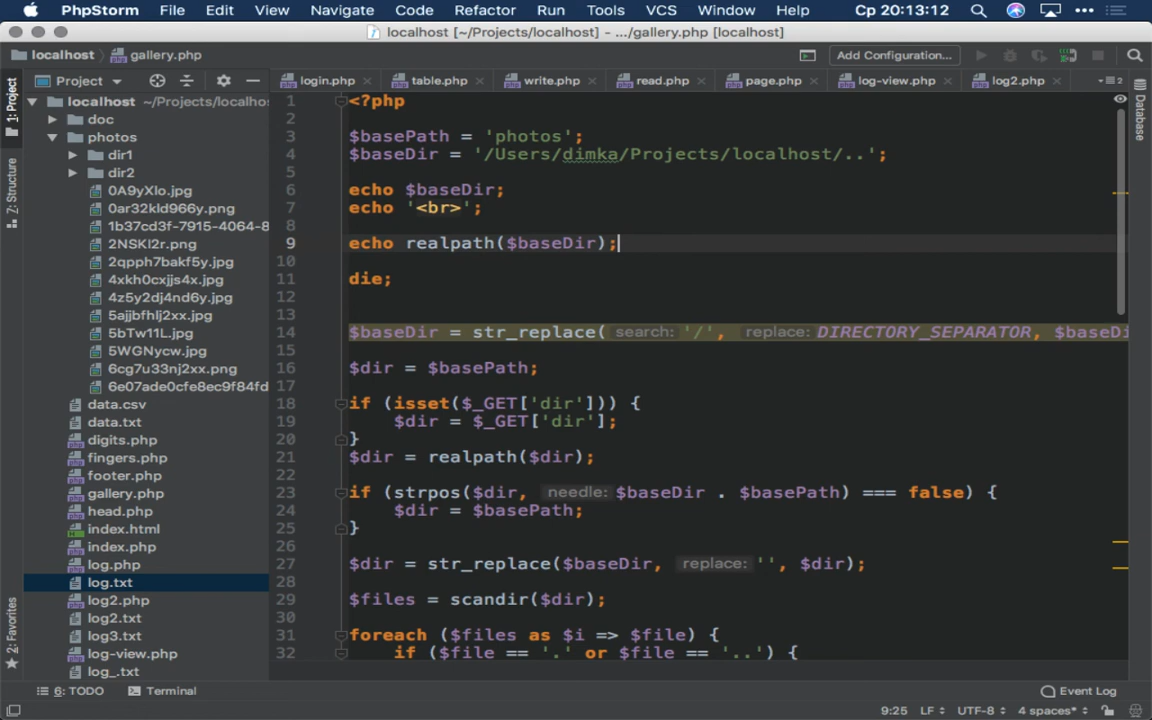 PhpStorm File Edit View Navigate Code Refactor Run Tools VCS Window Help Ср 20:13:12
localhost [~/Projects/localhost] - .../gallery.php [localhost]
localhost gallery.php Add Configuration...
1: Project
Project
login.php table.php write.php read.php page.php log-view.php log2.php
2
Database
Z: Structure
2: Favorites
localhost ~/Projects/localhos
doc
photos
dir1
dir2
0A9yXlo.jpg
0ar32kld966y.png
1b37cd3f-7915-4064-8
2NSKl2r.png
2qpph7bakf5y.jpg
4xkh0cxjjs4x.jpg
4z5y2dj4nd6y.jpg
5ajjbfhlj2xx.jpg
5bTw11L.jpg
5WGNycw.jpg
6cg7u33nj2xx.png
6e07ade0cfe8ec9f84fd
data.csv
data.txt
digits.php
fingers.php
footer.php
gallery.php
head.php
index.html
index.php
log.php
log.txt
log2.php
log2.txt
log3.txt
log-view.php
log_.txt
1 <?php
2
3 $basePath = 'photos';
4 $baseDir = '/Users/dimka/Projects/localhost/..';
5
6 echo $baseDir;
7 echo '<br>';
8
9 echo realpath($baseDir);
10
11 die;
12
13
14 $baseDir = str_replace( search: '/', replace: DIRECTORY_SEPARATOR, $baseDi
15
16 $dir = $basePath;
17
18 if (isset($_GET['dir'])) {
19 $dir = $_GET['dir'];
20 }
21 $dir = realpath($dir);
22
23 if (strpos($dir, needle: $baseDir . $basePath) === false) {
24 $dir = $basePath;
25 }
26
27 $dir = str_replace($baseDir, replace: '', $dir);
28
29 $files = scandir($dir);
30
31 foreach ($files as $i => $file) {
32 if ($file == '.' or $file == '..') {
6: TODO Terminal Event Log
9:25 LF UTF-8 4 spaces*